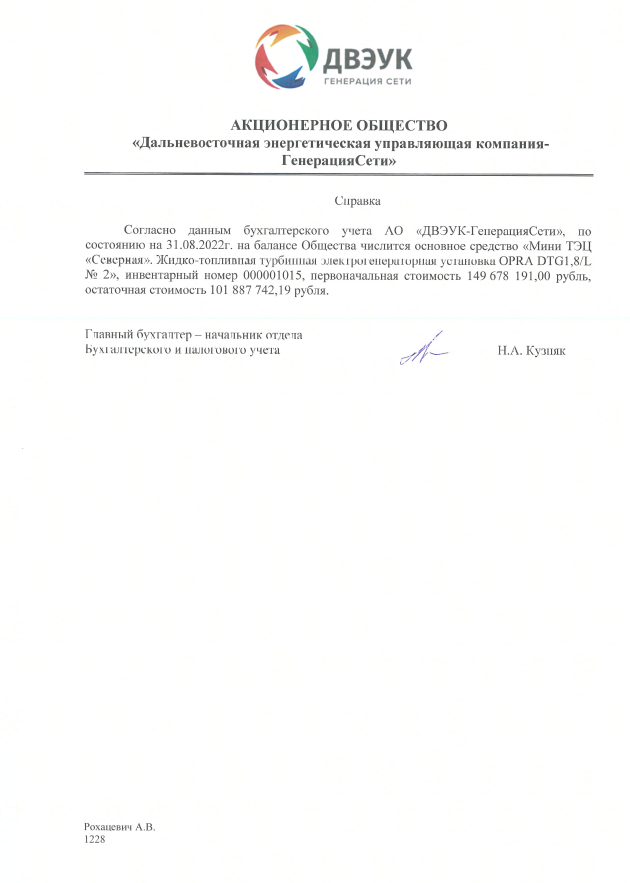 ДВЭУК
ГЕНЕРАЦИЯ СЕТИ
АКЦИОНЕРНОЕ ОБЩЕСТВО
«Дальневосточная энергетическая управляющая компания-
ГенерацияСети»
Справка
Согласно данным бухгалтерского учета АО «ДВЭУК-ГенерацияСети», по
состоянию на 31.08.2022г. на балансе Общества числится основное средство «Мини ТЭЦ
«Северная». Жидко-топливная турбинная электрогенераторная установка OPRA DTG1,8/L
№ 2», инвентарный номер 000001015, первоначальная стоимость 149 678 191,00 рубль,
остаточная стоимость 101 887 742,19 рубля.
Главный бухгалтер – начальник отдела
Бухгалтерского и налогового учета
Н.А. Кузняк
Рохацевич А.В.
1228